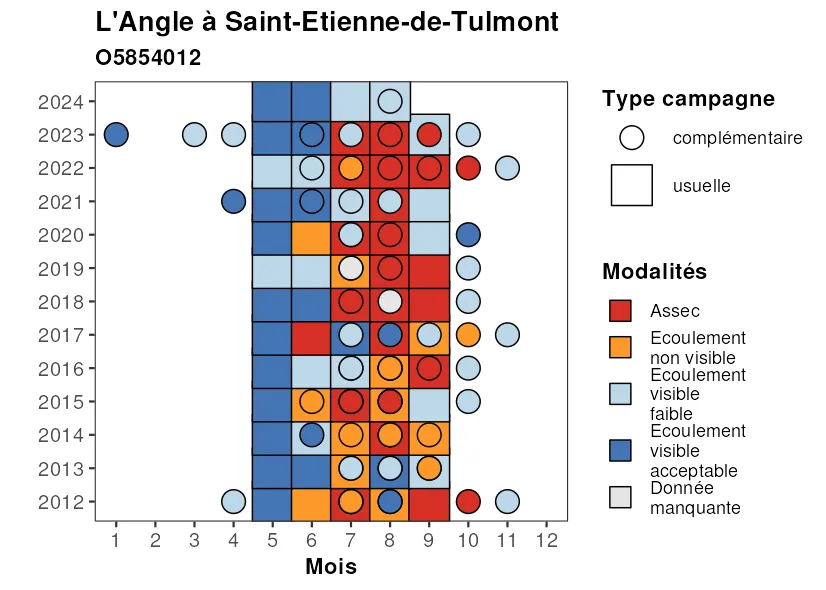 L'Angle à Saint-Etienne-de-Tulmont
O5854012
2024
2023
2022
2021
2020
2019
2018
2017
2016
2015
2014
2013
2012
1 2 3 4 5 6 7 8 9 10 11 12
Mois
Type campagne
complémentaire
usuelle
Modalités
Assec
Ecoulement
non visible
Ecoulement
visible
faible
Ecoulement
visible
acceptable
Donnée
manquante